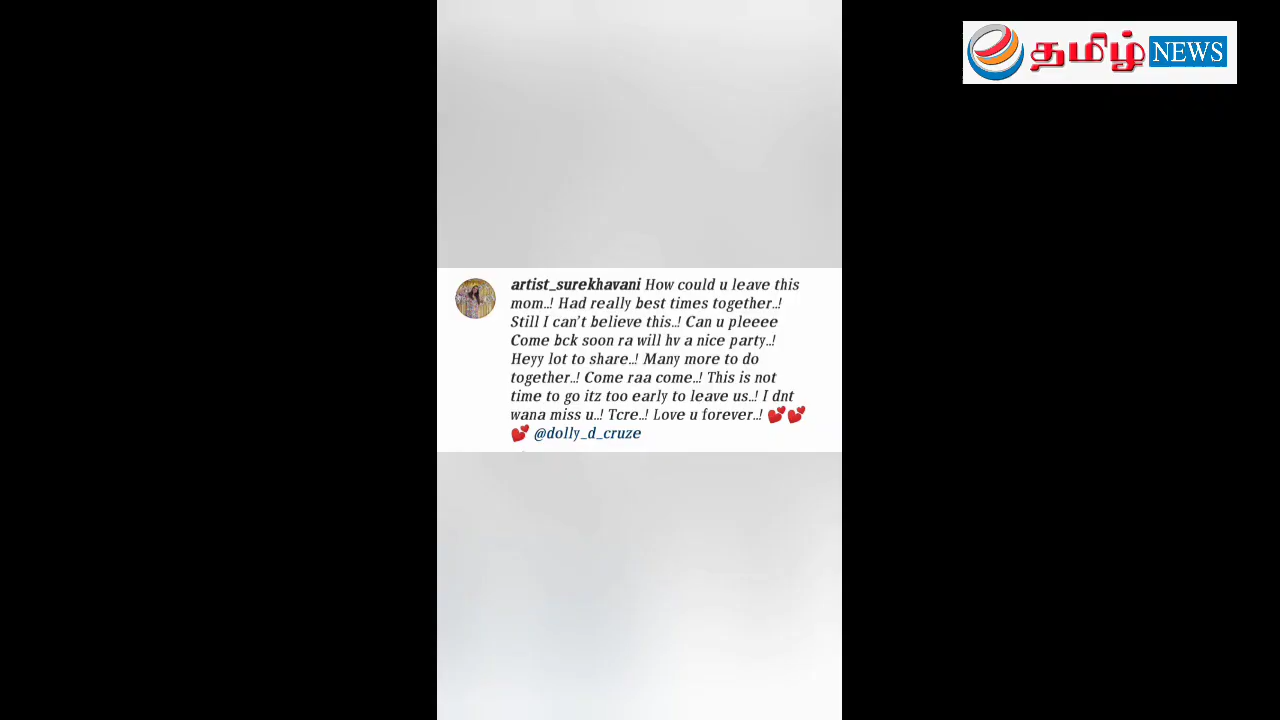 தமிழ் NEWS
artist_surekhavani How could u leave this
mom..! Had really best times together..!
Still I can't believe this..! Can u pleeee
Come bck soon ra will hv a nice party..!
Heyy lot to share..! Many more to do
together..! Come raa come..! This is not
time to go itz too early to leave us..! I dnt
wana miss u..! Tcre..! Love u forever..! 💕💕
💕 @dolly_d_cruze